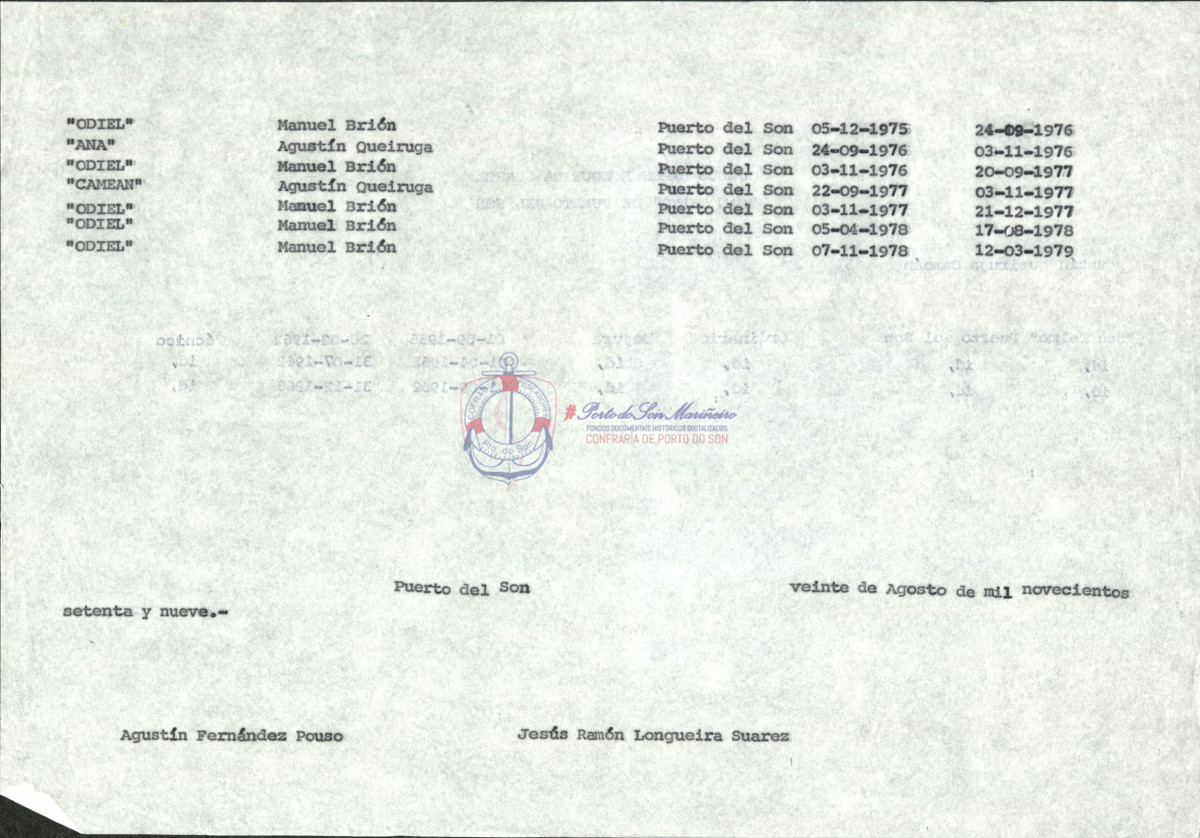 "ODIEL" Manuel Brión Puerto del Son 05-12-1975 24-09-1976
"ANA" Agustín Queiruga Puerto del Son 24-09-1976 03-11-1976
"ODIEL" Manuel Brión Puerto del Son 03-11-1976 20-09-1977
"CAMEAN" Agustín Queiruga Puerto del Son 22-09-1977 03-11-1977
"ODIEL" Manuel Brión Puerto del Son 03-11-1977 21-12-1977
"ODIEL" Manuel Brión Puerto del Son 05-04-1978 17-08-1978
"ODIEL" Manuel Brión Puerto del Son 07-11-1978 12-03-1979
Pto. do Son
# Porto do Son Mariñeiro
FONDOS DOCUMENTAIS HISTÓRICOS DIGITALIZADOS
CONFRARÍA DE PORTO DO SON
Puerto del Son veinte de Agosto de mil novecientos
setenta y nueve.-
Agustín Fernández Pouso Jesús Ramón Longueira Suarez